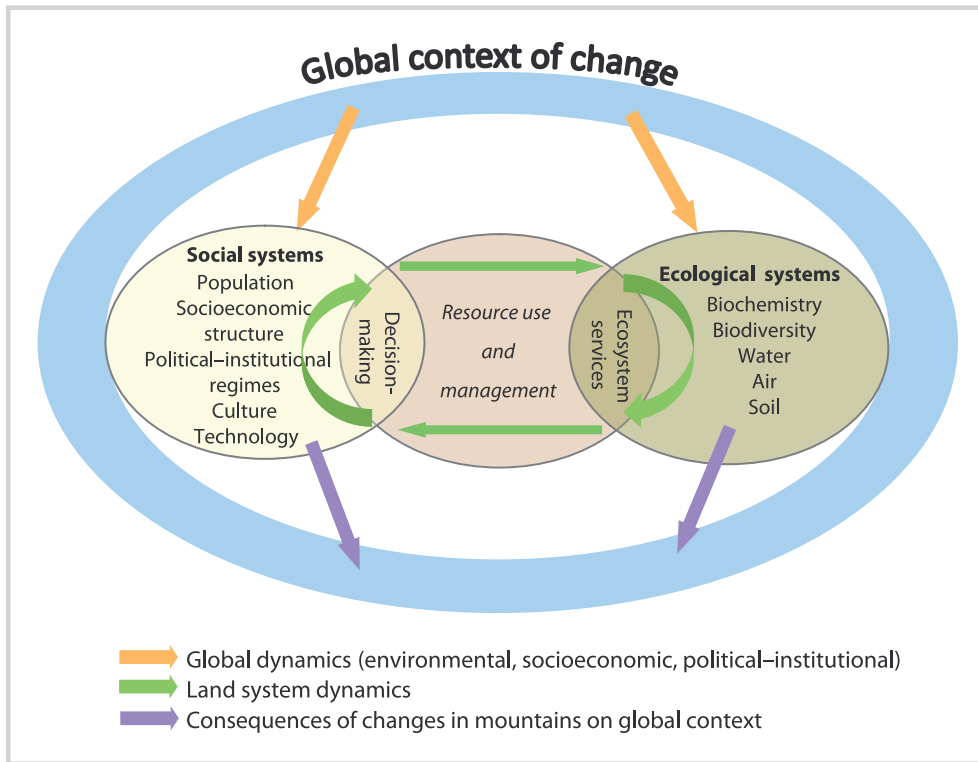 Global context of change
Social systems
Population
Socioeconomic
structure
Political–institutional
regimes
Culture
Technology
Decision-
making
Resource use
and
management
Ecosystem
services
Ecological systems
Biochemistry
Biodiversity
Water
Air
Soil
Global dynamics (environmental, socioeconomic, political–institutional)
Land system dynamics
Consequences of changes in mountains on global context